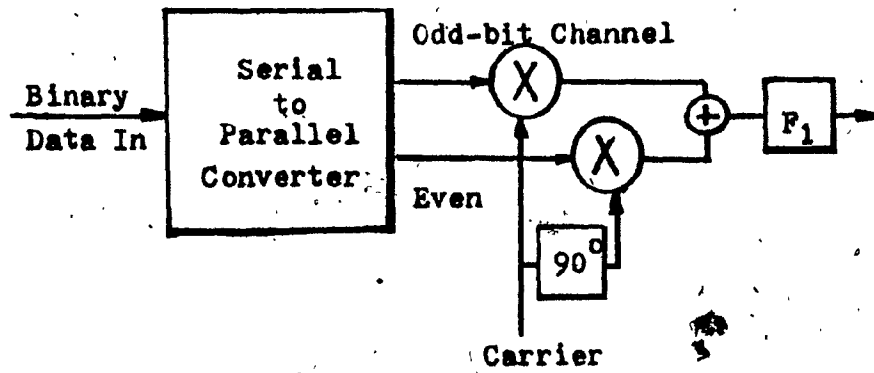 Odd-bit Channel
Serial
to
Parallel
Converter
Binary
Data In
X
X
+
F1
Even
90°
Carrier